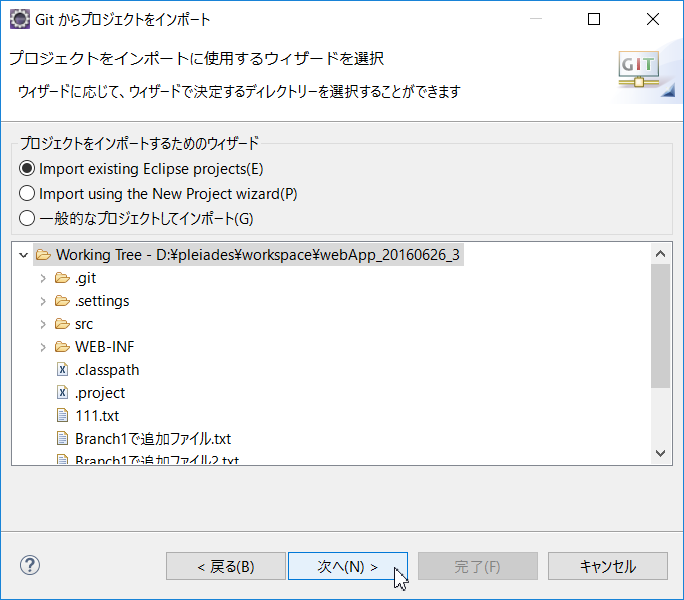 Git からプロジェクトをインポート
プロジェクトをインポートに使用するウィザードを選択
GIT
ウィザードに応じて、ウィザードで決定するディレクトリーを選択することができます
プロジェクトをインポートするためのウィザード
Import existing Eclipse projects(E)
Import using the New Project wizard(P)
一般的なプロジェクトしてインポート(G)
Working Tree - D:¥pleiades¥workspace¥webApp_20160626_3
.git
.settings
src
WEB-INF
.classpath
.project
111.txt
Branch1で追加ファイル.txt
Branch1で追加ファイル2.txt
< 戻る(B)
次へ(N) >
完了(F)
キャンセル